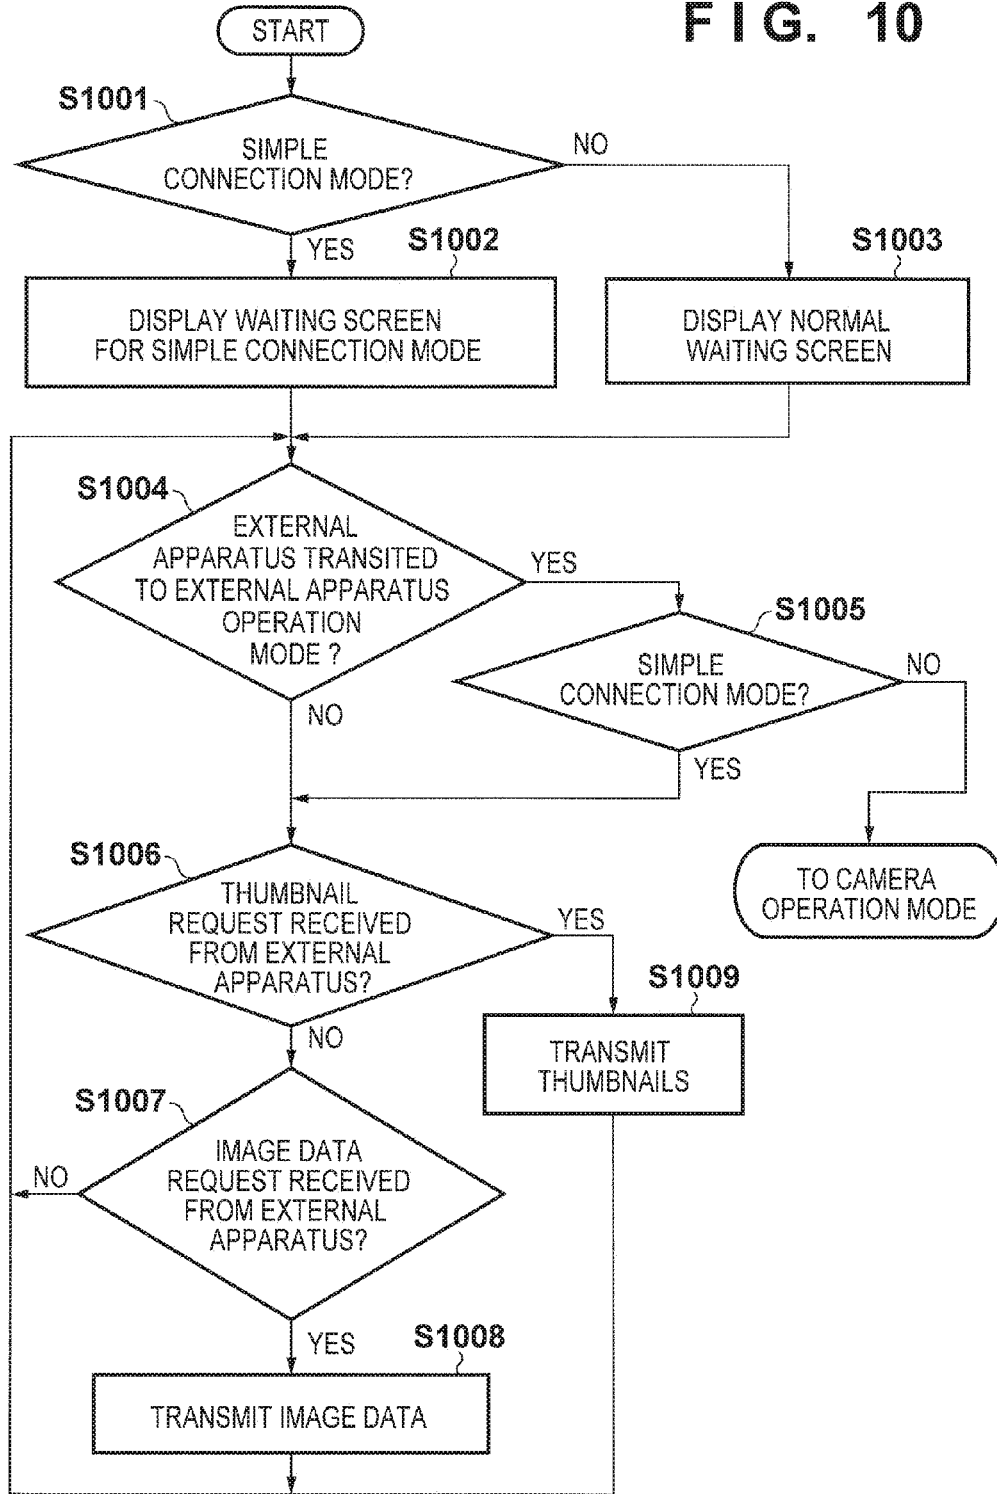 FIG. 10
START
S1001
SIMPLE
CONNECTION MODE?
NO
YES
S1002
DISPLAY WAITING SCREEN
FOR SIMPLE CONNECTION MODE
S1003
DISPLAY NORMAL
WAITING SCREEN
S1004
EXTERNAL
APPARATUS TRANSITED
TO EXTERNAL APPARATUS
OPERATION
MODE ?
YES
NO
S1005
SIMPLE
CONNECTION MODE?
NO
YES
TO CAMERA
OPERATION MODE
S1006
THUMBNAIL
REQUEST RECEIVED
FROM EXTERNAL
APPARATUS?
YES
NO
S1009
TRANSMIT
THUMBNAILS
S1007
IMAGE DATA
REQUEST RECEIVED
FROM EXTERNAL
APPARATUS?
NO
YES
S1008
TRANSMIT IMAGE DATA